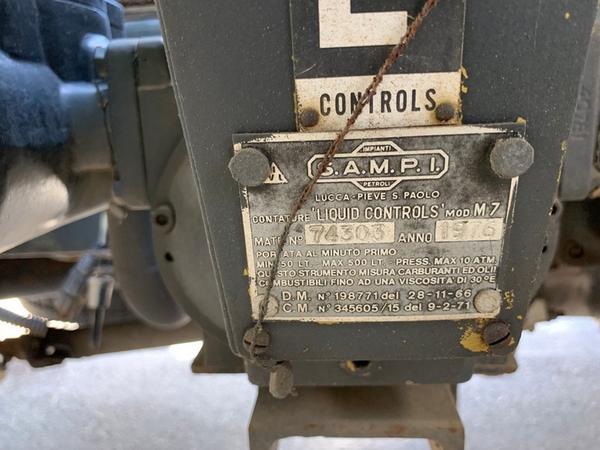 L
CONTROLS
IMPIANTI
S.A.M.P.I.
PETROLI
LUCCA-PIEVE S. PAOLO
CONTATORE 'LIQUID CONTROLS' MOD M.7
MATR. N° 74303 ANNO 1976
PORTATA AL MINUTO PRIMO
MIN. 50 LT.- MAX 500 LT.- PRESS. MAX 10 ATM.
QUESTO STRUMENTO MISURA CARBURANTI ED OLII
COMBUSTIBILI FINO AD UNA VISCOSITA' DI 30°E
D.M. N° 198771 del 28-11-66
C.M. N° 345605/15 del 9-2-71